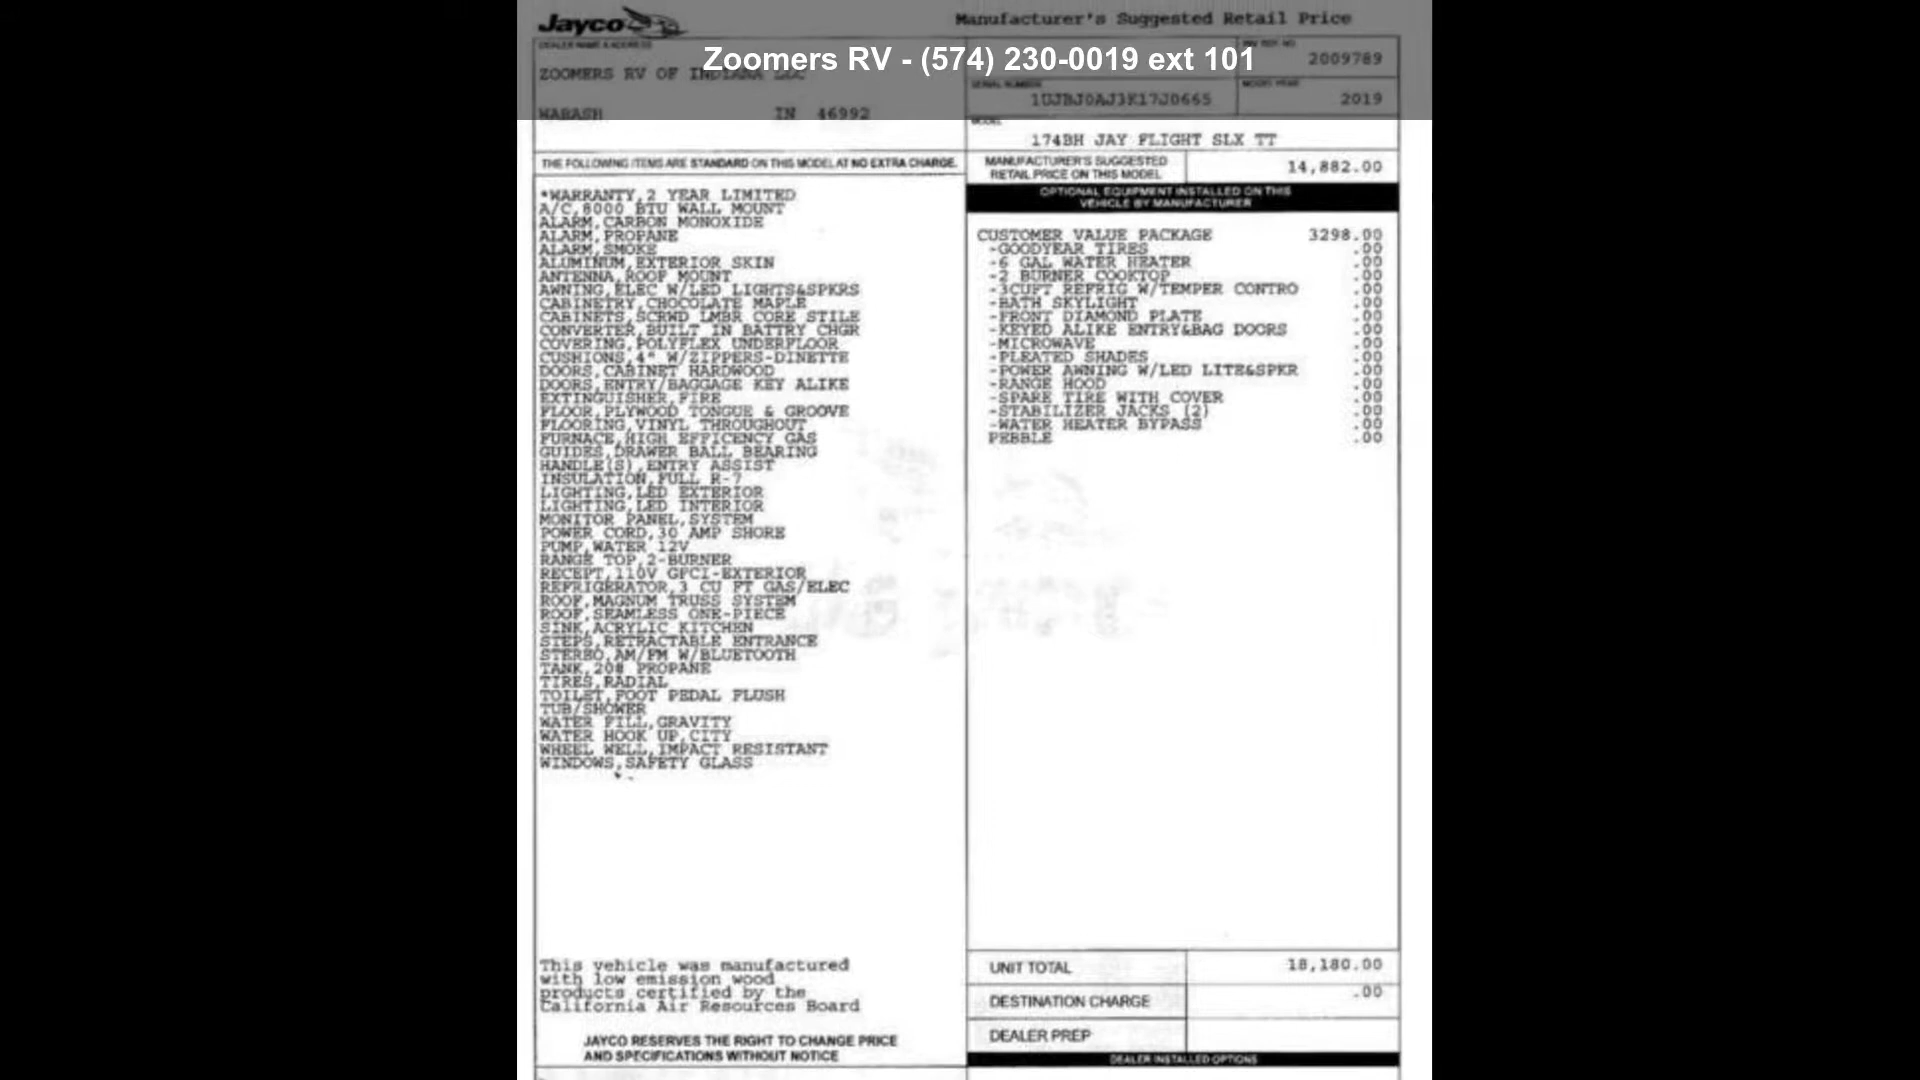 Jayco
Manufacturer's Suggested Retail Price
Zoomers RV - (574) 230-0019 ext 101
DEALER NAME & ADDRESS
ZOOMERS RV OF INDIANA LLC
WABASH IN 46992
2009789
SERIAL NUMBER
MODEL YEAR
1UJBJ0AJ3K17J0665
2019
MODEL
174BH JAY FLIGHT SLX TT
THE FOLLOWING ITEMS ARE STANDARD ON THIS MODEL AT NO EXTRA CHARGE.
MANUFACTURER'S SUGGESTED
RETAIL PRICE ON THIS MODEL
14,882.00
OPTIONAL EQUIPMENT INSTALLED ON THIS
VEHICLE BY MANUFACTURER
*WARRANTY,2 YEAR LIMITED
A/C,8000 BTU WALL MOUNT
ALARM,CARBON MONOXIDE
ALARM,PROPANE
ALARM,SMOKE
ALUMINUM,EXTERIOR SKIN
ANTENNA,ROOF MOUNT
AWNING,ELEC W/LED LIGHTS&SPKRS
CABINETRY,CHOCOLATE MAPLE
CABINETS,SCRWD LMBR CORE STILE
CONVERTER,BUILT IN BATTRY CHGR
COVERING,POLYFLEX UNDERFLOOR
CUSHIONS,4" W/ZIPPERS-DINETTE
DOORS,CABINET HARDWOOD
DOORS,ENTRY/BAGGAGE KEY ALIKE
EXTINGUISHER,FIRE
FLOOR,PLYWOOD TONGUE & GROOVE
FLOORING,VINYL THROUGHOUT
FURNACE,HIGH EFFICENCY GAS
GUIDES,DRAWER BALL BEARING
HANDLE(S),ENTRY ASSIST
INSULATION,FULL R-7
LIGHTING,LED EXTERIOR
LIGHTING,LED INTERIOR
MONITOR PANEL,SYSTEM
POWER CORD,30 AMP SHORE
PUMP,WATER 12V
RANGE TOP,2-BURNER
RECEPT,110V GFCI-EXTERIOR
REFRIGERATOR,3 CU FT GAS/ELEC
ROOF,MAGNUM TRUSS SYSTEM
ROOF,SEAMLESS ONE-PIECE
SINK,ACRYLIC KITCHEN
STEPS,RETRACTABLE ENTRANCE
STEREO,AM/FM W/BLUETOOTH
TANK,20# PROPANE
TIRES,RADIAL
TOILET,FOOT PEDAL FLUSH
TUB/SHOWER
WATER FILL,GRAVITY
WATER HOOK UP,CITY
WHEEL WELL,IMPACT RESISTANT
WINDOWS,SAFETY GLASS
CUSTOMER VALUE PACKAGE 3298.00
-GOODYEAR TIRES .00
-6 GAL WATER HEATER .00
-2 BURNER COOKTOP .00
-3CUFT REFRIG W/TEMPER CONTRO .00
-BATH SKYLIGHT .00
-FRONT DIAMOND PLATE .00
-KEYED ALIKE ENTRY&BAG DOORS .00
-MICROWAVE .00
-PLEATED SHADES .00
-POWER AWNING W/LED LITE&SPKR .00
-RANGE HOOD .00
-SPARE TIRE WITH COVER .00
-STABILIZER JACKS (2) .00
-WATER HEATER BYPASS .00
PEBBLE .00
This vehicle was manufactured
with low emission wood
products certified by the
California Air Resources Board
JAYCO RESERVES THE RIGHT TO CHANGE PRICE
AND SPECIFICATIONS WITHOUT NOTICE
UNIT TOTAL 18,180.00
DESTINATION CHARGE .00
DEALER PREP
DEALER INSTALLED OPTIONS